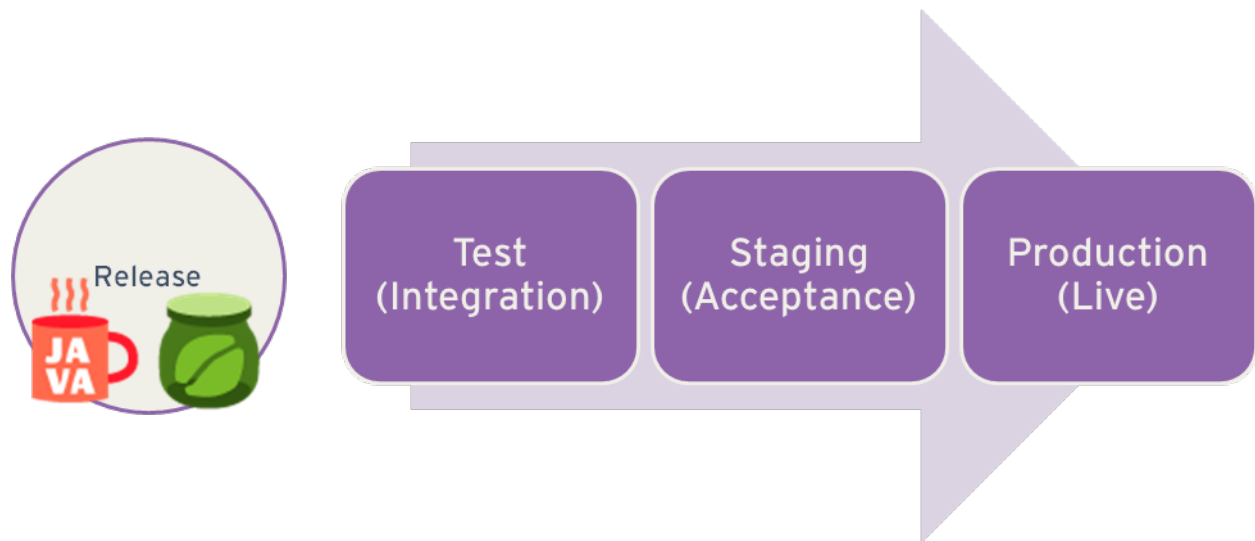 Release
JA
VA
Test
(Integration)
Staging
(Acceptance)
Production
(Live)